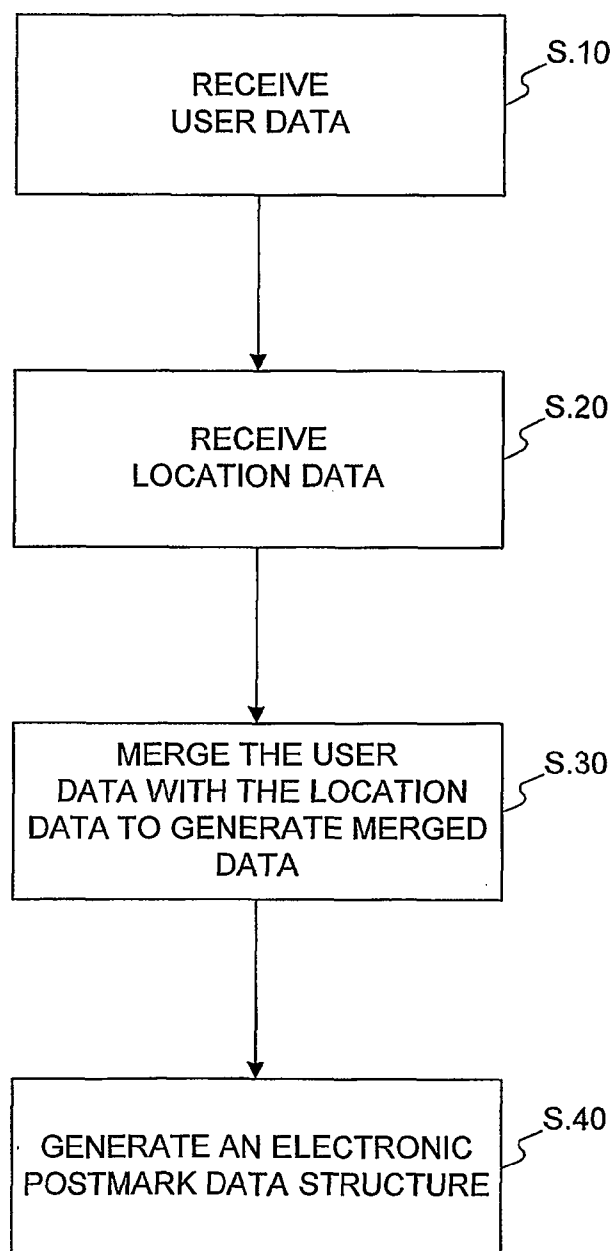 RECEIVE
USER DATA
S.10
RECEIVE
LOCATION DATA
S.20
MERGE THE USER
DATA WITH THE LOCATION
DATA TO GENERATE MERGED
DATA
S.30
GENERATE AN ELECTRONIC
POSTMARK DATA STRUCTURE
S.40